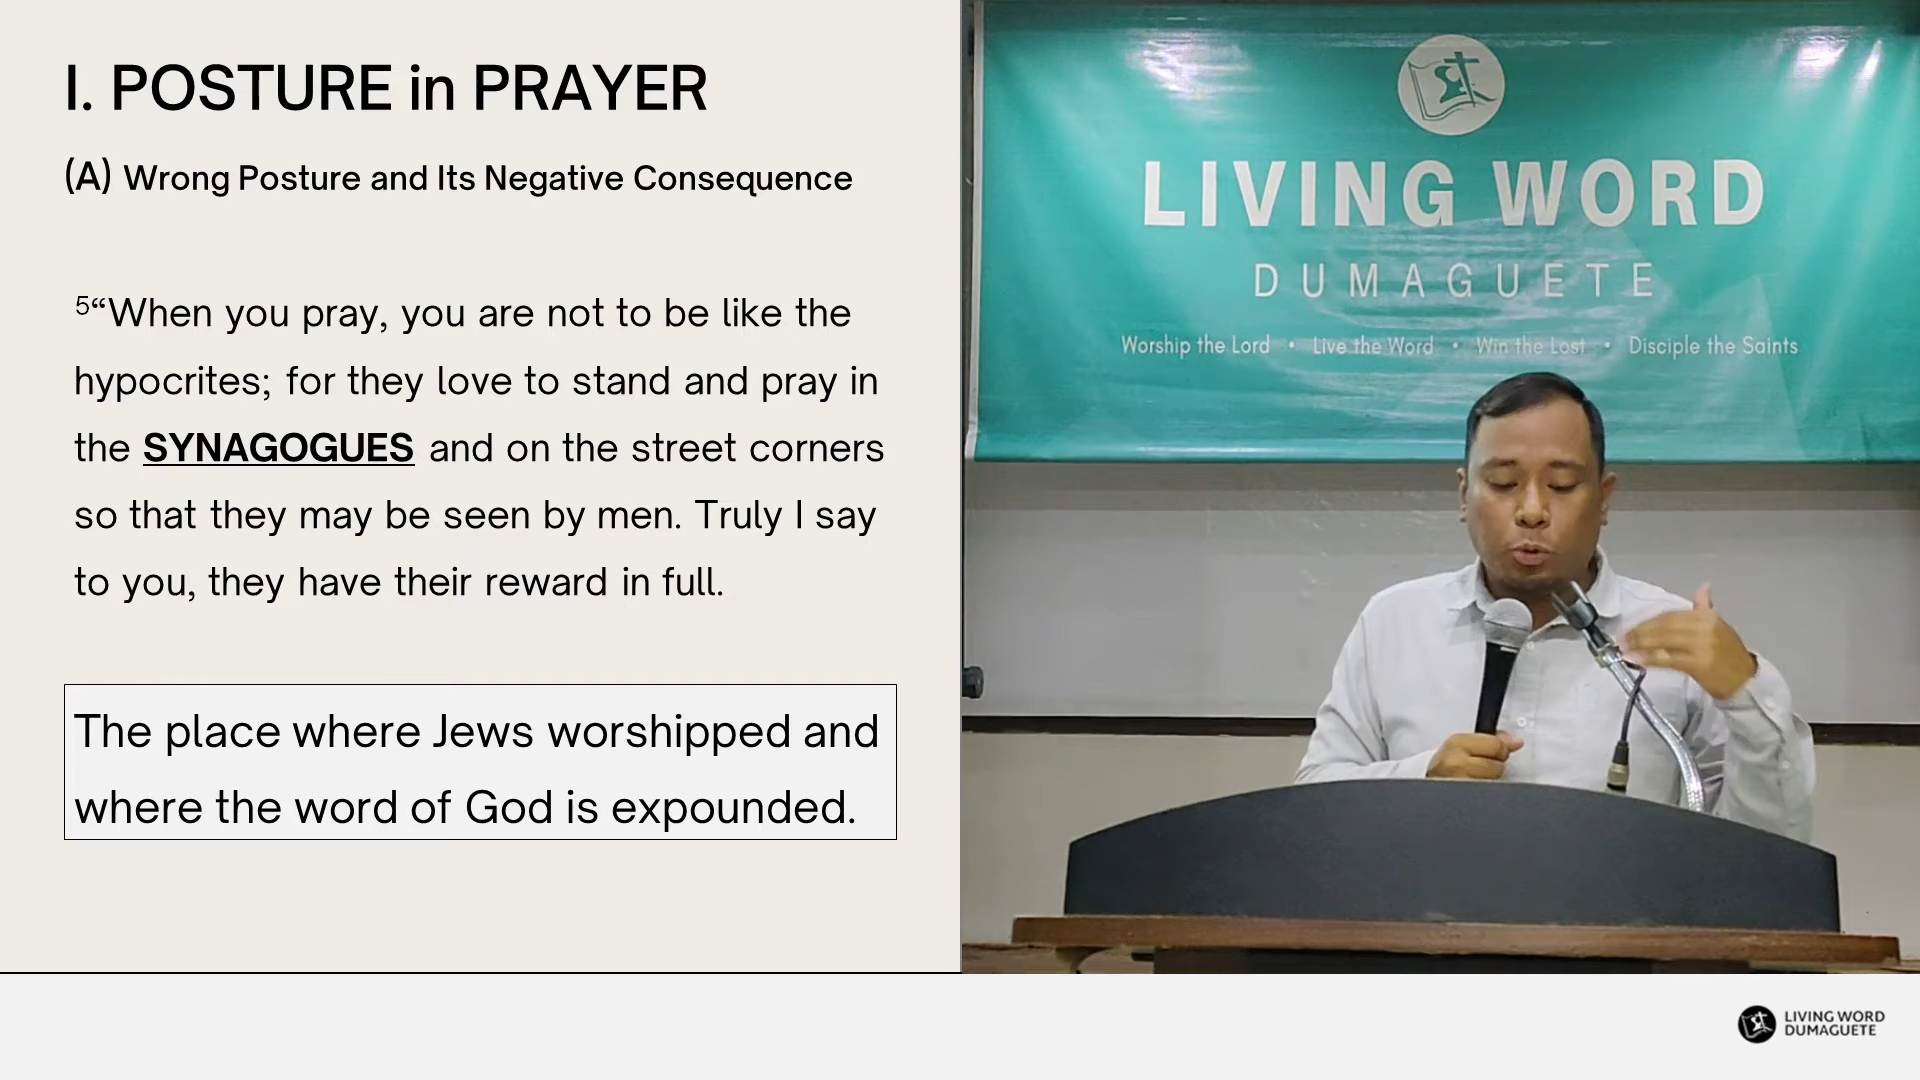 I. POSTURE in PRAYER
(A) Wrong Posture and Its Negative Consequence
⁵“When you pray, you are not to be like the
hypocrites; for they love to stand and pray in
the SYNAGOGUES and on the street corners
so that they may be seen by men. Truly I say
to you, they have their reward in full.
The place where Jews worshipped and
where the word of God is expounded.
LIVING WORD
DUMAGUETE
Worship the Lord • Live the Word • Win the Lost • Disciple the Saints
LIVING WORD
DUMAGUETE